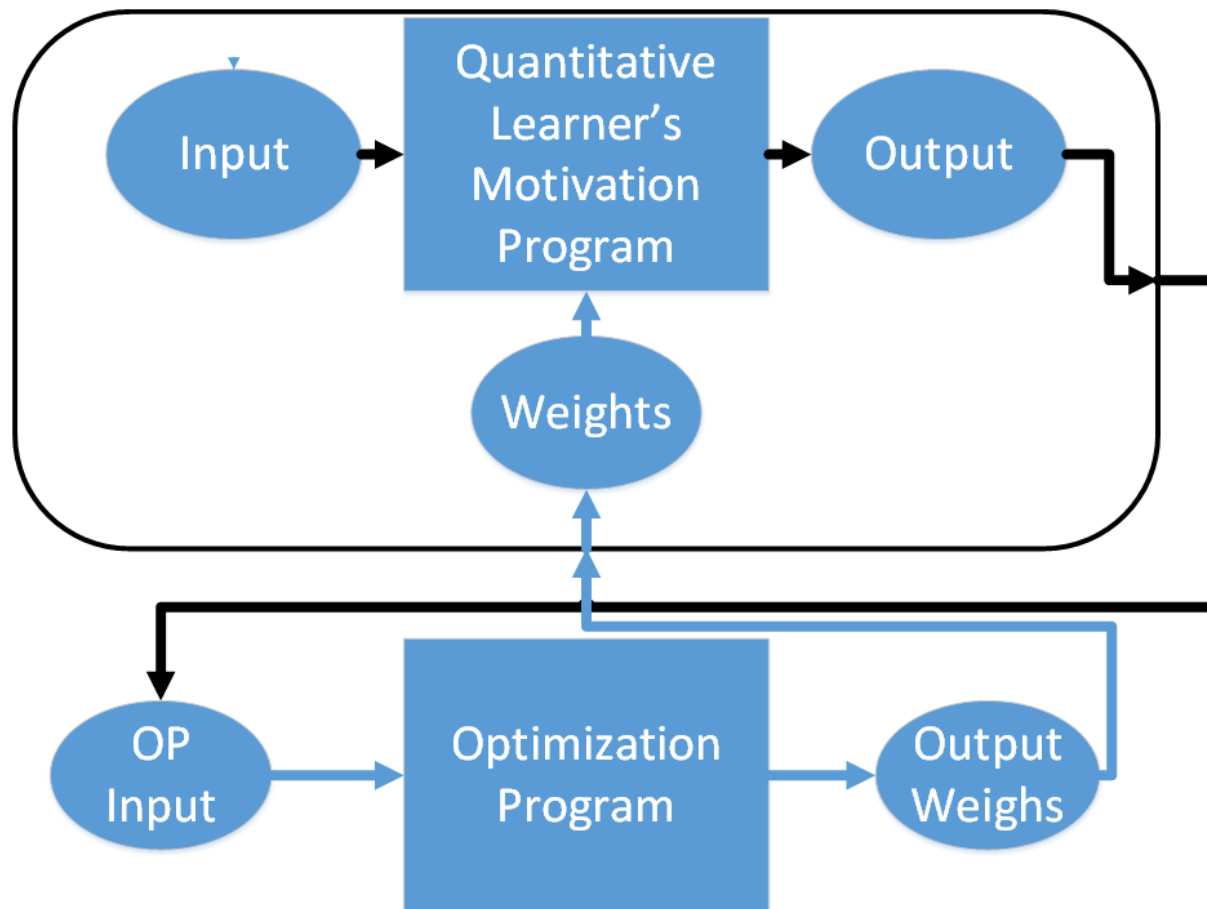 Input
Quantitative
Learner’s
Motivation
Program
Output
Weights
OP
Input
Optimization
Program
Output
Weighs